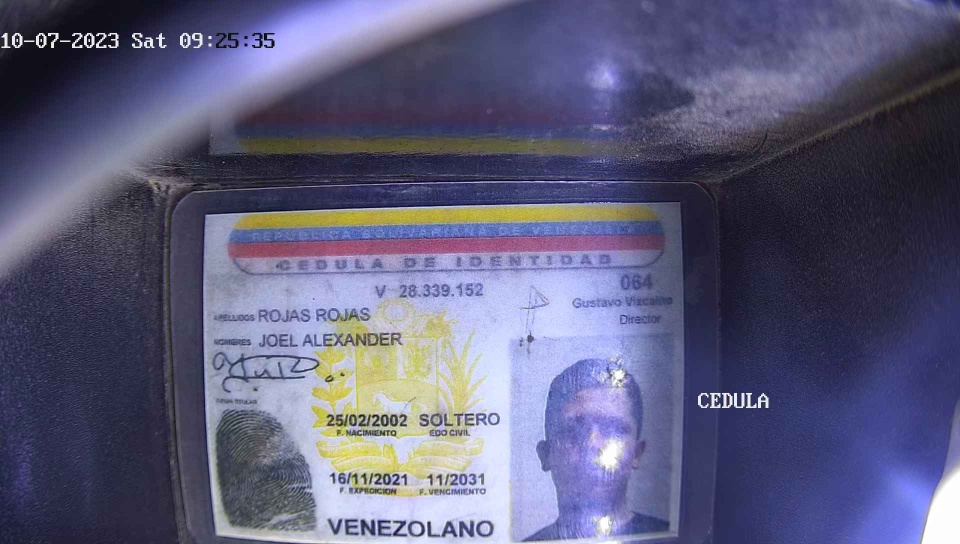 10-07-2023 Sat 09:25:35
REPUBLICA BOLIVARIANA DE VENEZUELA
CEDULA DE IDENTIDAD
V 28.339.152
064
Gustavo Vizcaino
Director
APELLIDOS ROJAS ROJAS
NOMBRES JOEL ALEXANDER
FIRMA TITULAR
CEDULA
25/02/2002 SOLTERO
F. NACIMIENTO EDO CIVIL
16/11/2021 11/2031
F. EXPEDICION F. VENCIMIENTO
VENEZOLANO